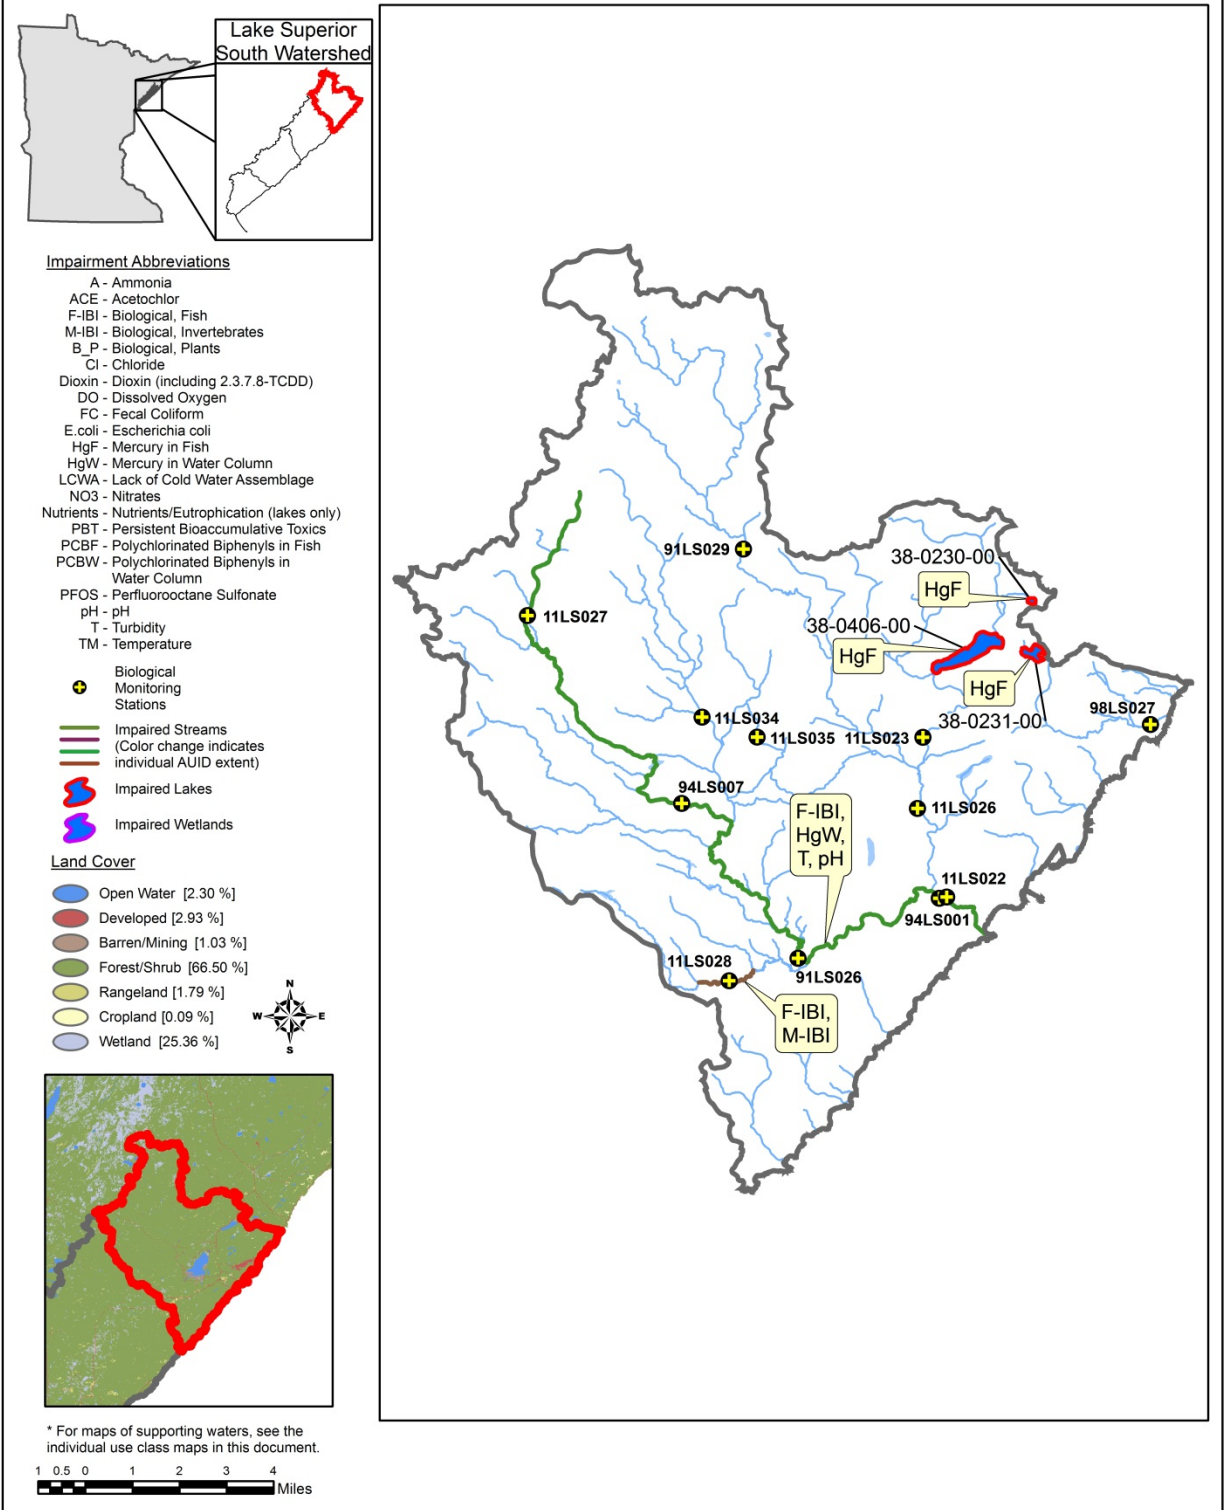 Lake Superior
South Watershed
Impairment Abbreviations
A - Ammonia
ACE - Acetochlor
F-IBI - Biological, Fish
M-IBI - Biological, Invertebrates
B_P - Biological, Plants
Cl - Chloride
Dioxin - Dioxin (including 2.3.7.8-TCDD)
DO - Dissolved Oxygen
FC - Fecal Coliform
E.coli - Escherichia coli
HgF - Mercury in Fish
HgW - Mercury in Water Column
LCWA - Lack of Cold Water Assemblage
NO3 - Nitrates
Nutrients - Nutrients/Eutrophication (lakes only)
PBT - Persistent Bioaccumulative Toxics
PCBF - Polychlorinated Biphenyls in Fish
PCBW - Polychlorinated Biphenyls in
Water Column
PFOS - Perfluorooctane Sulfonate
pH - pH
T - Turbidity
TM - Temperature
Biological
Monitoring
Stations
Impaired Streams
(Color change indicates
individual AUID extent)
Impaired Lakes
Impaired Wetlands
Land Cover
Open Water [2.30 %]
Developed [2.93 %]
Barren/Mining [1.03 %]
Forest/Shrub [66.50 %]
Rangeland [1.79 %]
Cropland [0.09 %]
Wetland [25.36 %]
N
W E
S
* For maps of supporting waters, see the
individual use class maps in this document.
1 0.5 0 1 2 3 4
Miles
91LS029
38-0230-00
HgF
11LS027
38-0406-00
HgF
HgF
38-0231-00
98LS027
11LS034
11LS035
11LS023
94LS007
11LS026
F-IBI,
HgW,
T, pH
11LS022
94LS001
11LS028
91LS026
F-IBI,
M-IBI